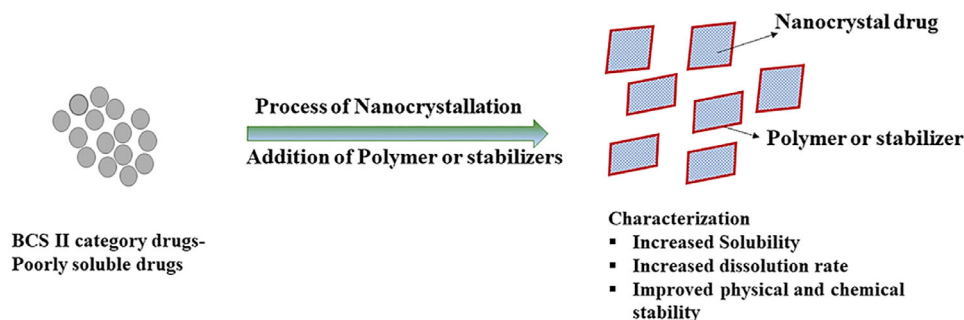 Nanocrystal drug
Process of Nanocrystallation
Addition of Polymer or stabilizers
Polymer or stabilizer
BCS II category drugs-
Poorly soluble drugs
Characterization
▪ Increased Solubility
▪ Increased dissolution rate
▪ Improved physical and chemical
stability